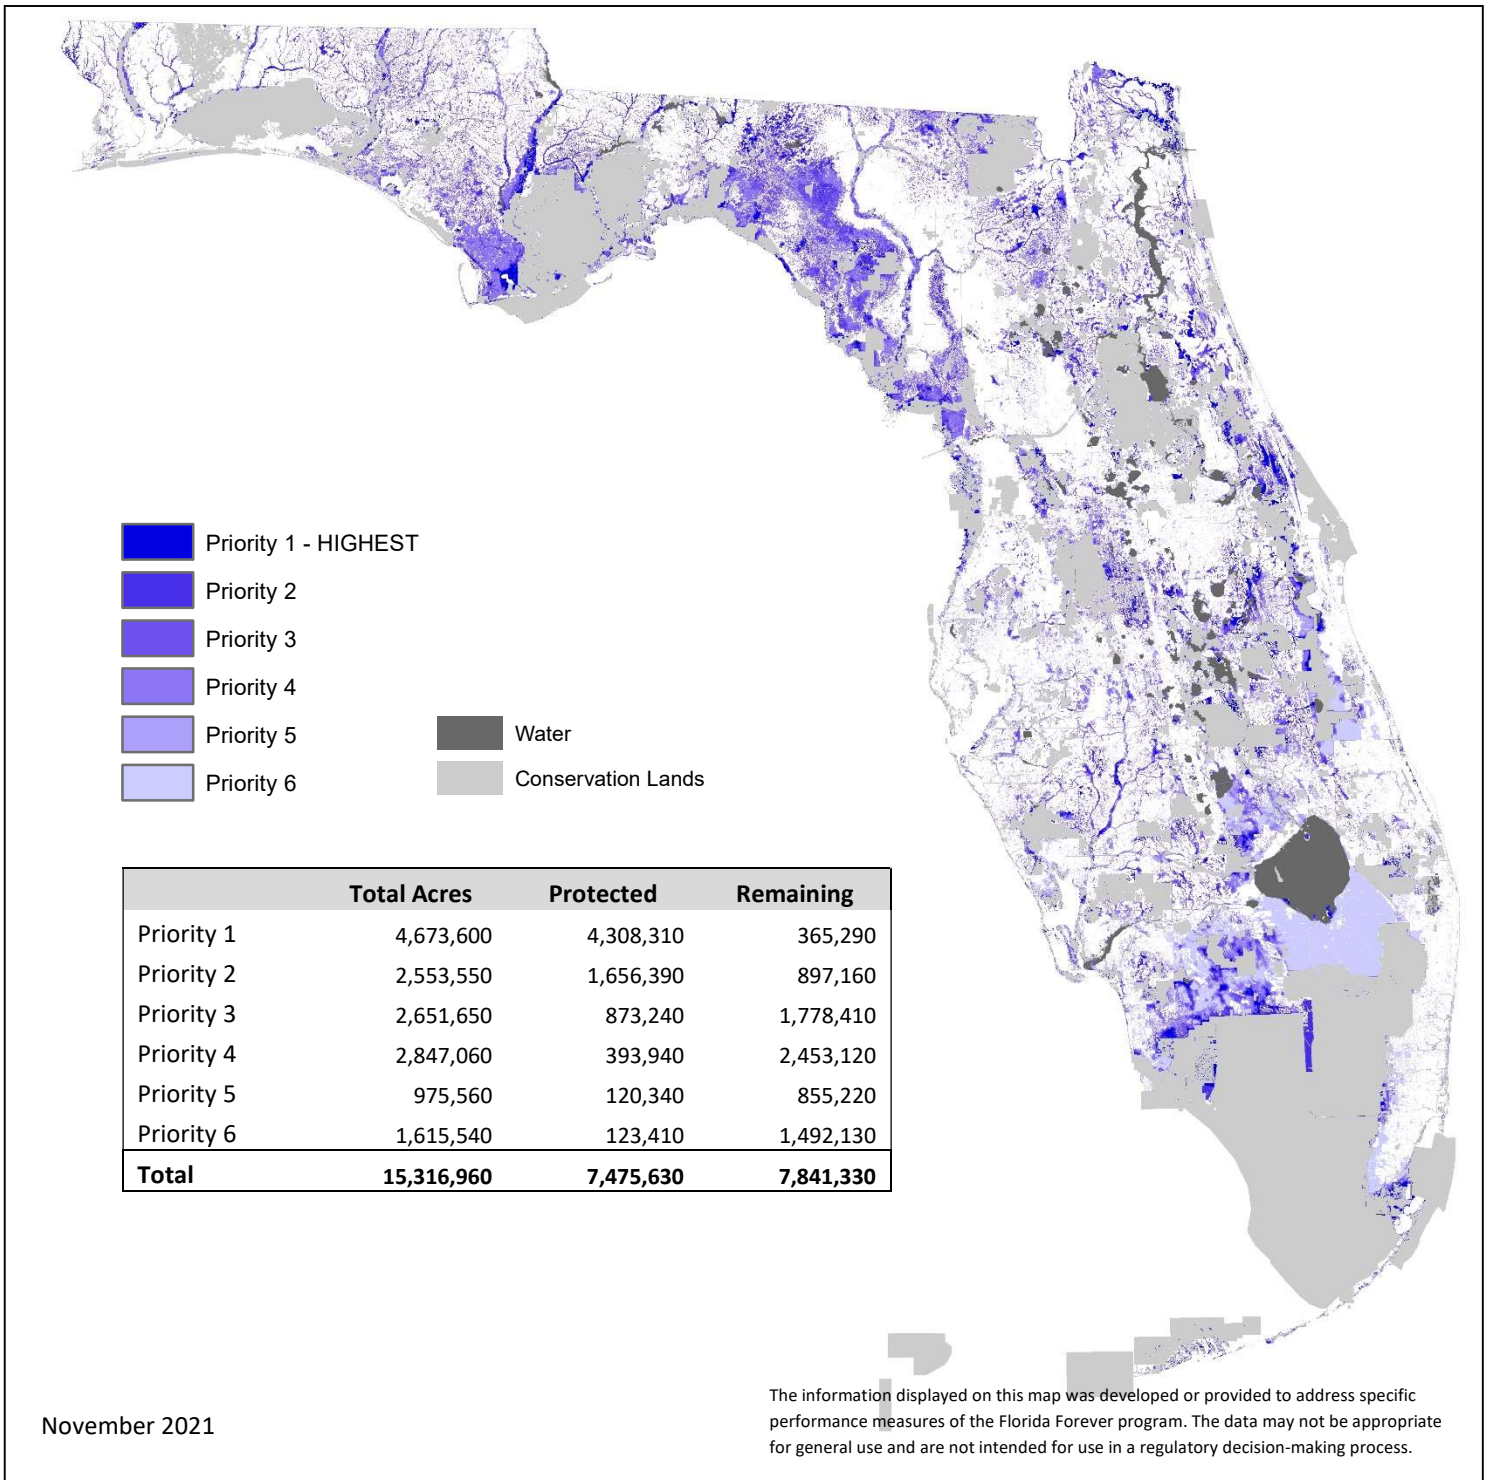 Priority 1 - HIGHEST
Priority 2
Priority 3
Priority 4
Priority 5
Priority 6
Water
Conservation Lands
Total Acres Protected Remaining
Priority 1 4,673,600 4,308,310 365,290
Priority 2 2,553,550 1,656,390 897,160
Priority 3 2,651,650 873,240 1,778,410
Priority 4 2,847,060 393,940 2,453,120
Priority 5 975,560 120,340 855,220
Priority 6 1,615,540 123,410 1,492,130
Total 15,316,960 7,475,630 7,841,330
November 2021
The information displayed on this map was developed or provided to address specific
performance measures of the Florida Forever program. The data may not be appropriate
for general use and are not intended for use in a regulatory decision-making process.